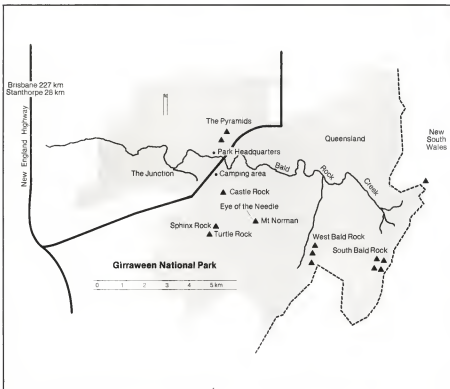 Brisbane 227 km
Stanthorpe 28 km
New England Highway
N
The Pyramids
Park Headquarters
Queensland
New
South
Wales
The Junction
Camping area
Bald Rock Creek
Castle Rock
Eye of the Needle
Mt Norman
Sphinx Rock
Turtle Rock
West Bald Rock
South Bald Rock
Girraween National Park
0 1 2 3 4 5 km